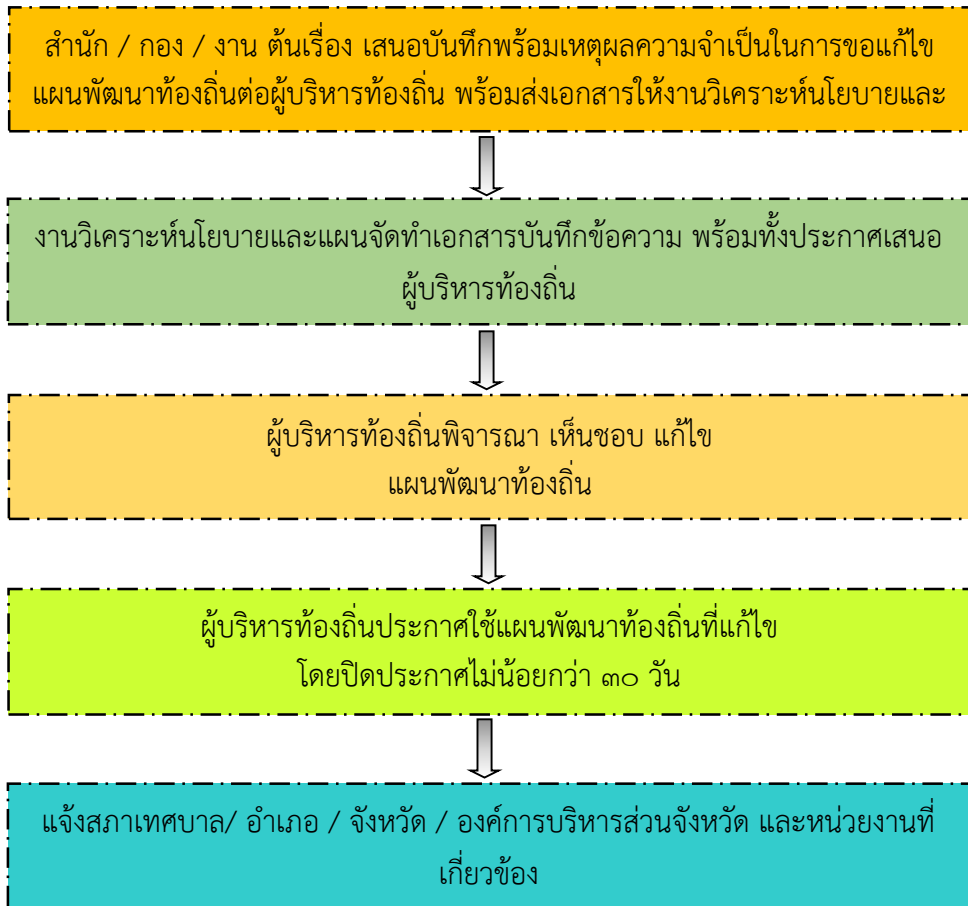 สำนัก / กอง / งาน ต้นเรื่อง เสนอบันทึกพร้อมเหตุผลความจำเป็นในการขอแก้ไข
แผนพัฒนาท้องถิ่นต่อผู้บริหารท้องถิ่น พร้อมส่งเอกสารให้งานวิเคราะห์นโยบายและ
งานวิเคราะห์นโยบายและแผนจัดทำเอกสารบันทึกข้อความ พร้อมทั้งประกาศเสนอ
ผู้บริหารท้องถิ่น
ผู้บริหารท้องถิ่นพิจารณา เห็นชอบ แก้ไข
แผนพัฒนาท้องถิ่น
ผู้บริหารท้องถิ่นประกาศใช้แผนพัฒนาท้องถิ่นที่แก้ไข
โดยปิดประกาศไม่น้อยกว่า ๓๐ วัน
แจ้งสภาเทศบาล/ อำเภอ / จังหวัด / องค์การบริหารส่วนจังหวัด และหน่วยงานที่
เกี่ยวข้อง